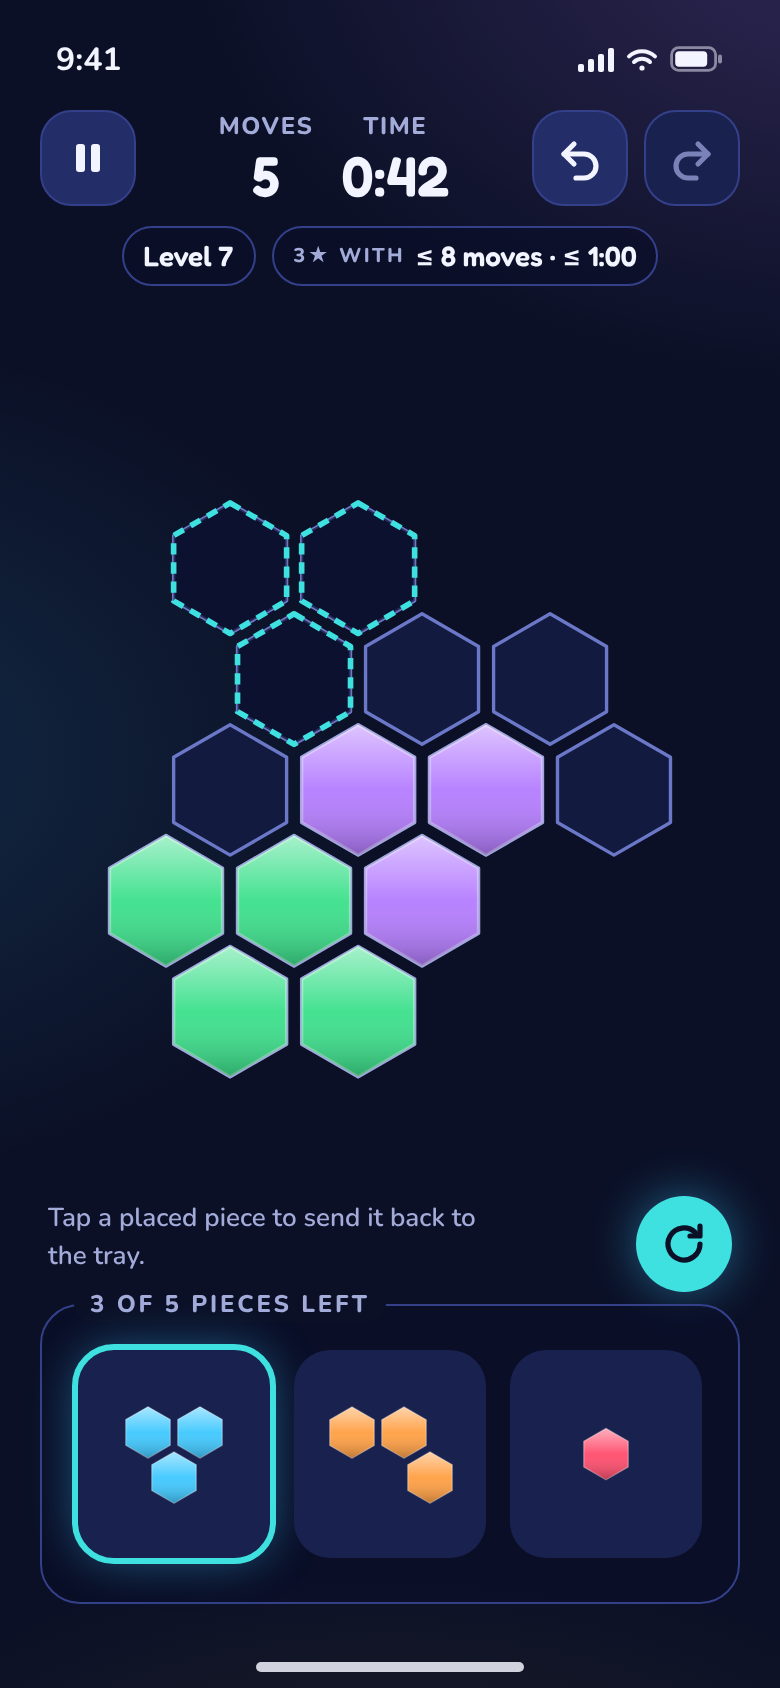 9:41
MOVES TIME
5 0:42
Level 7 3★ WITH ≤ 8 moves · ≤ 1:00
Tap a placed piece to send it back to
the tray.
3 OF 5 PIECES LEFT